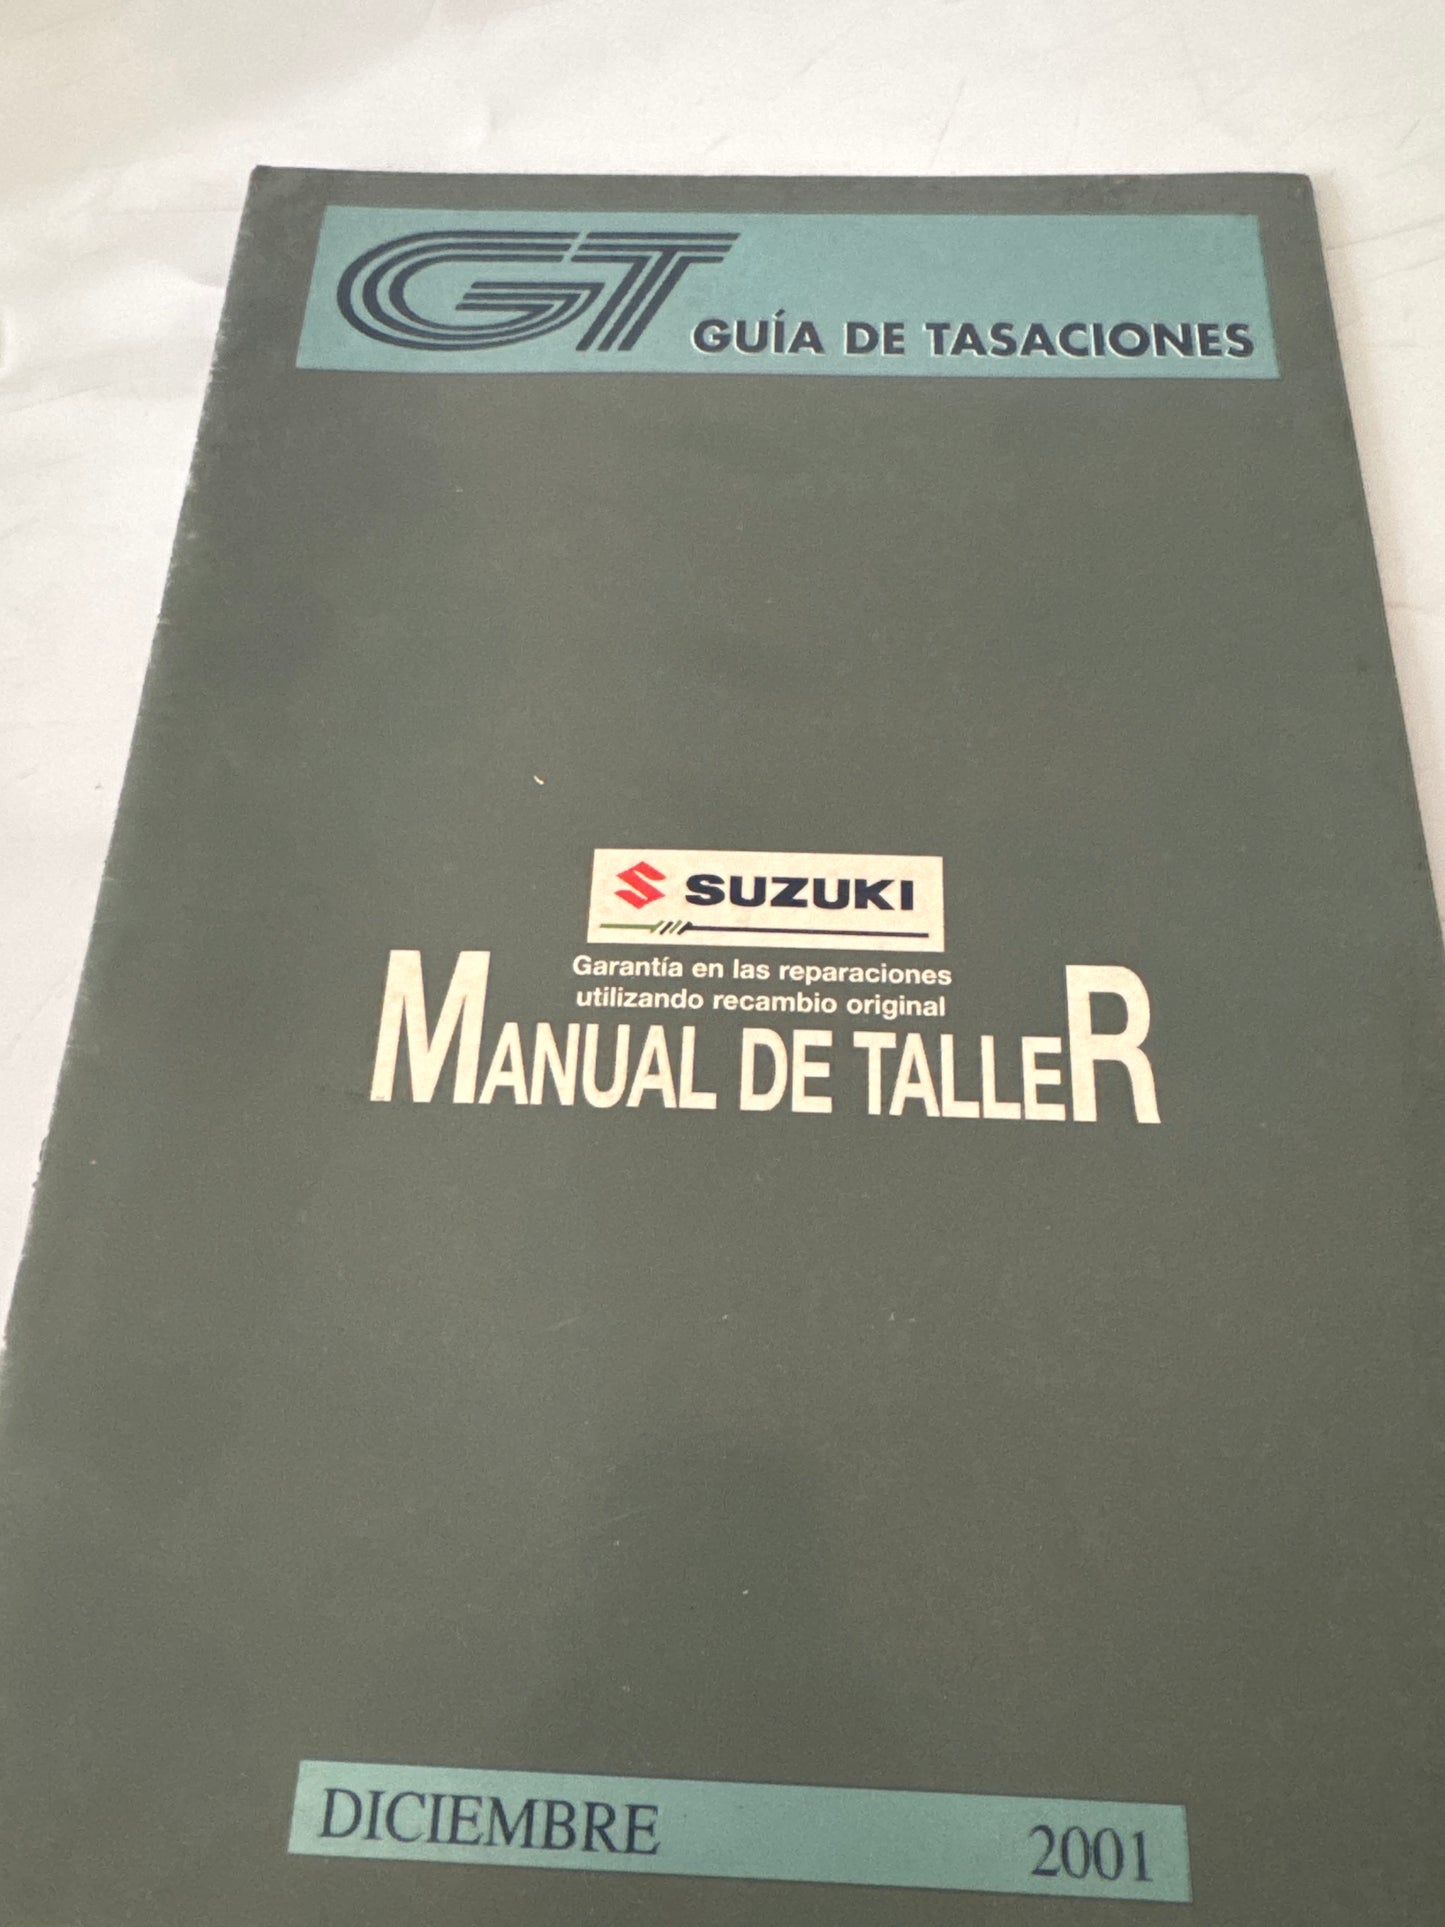 GT GUÍA DE TASACIONES
SUZUKI
Garantía en las reparaciones
utilizando recambio original
MANUAL DE TALLER
DICIEMBRE 2001